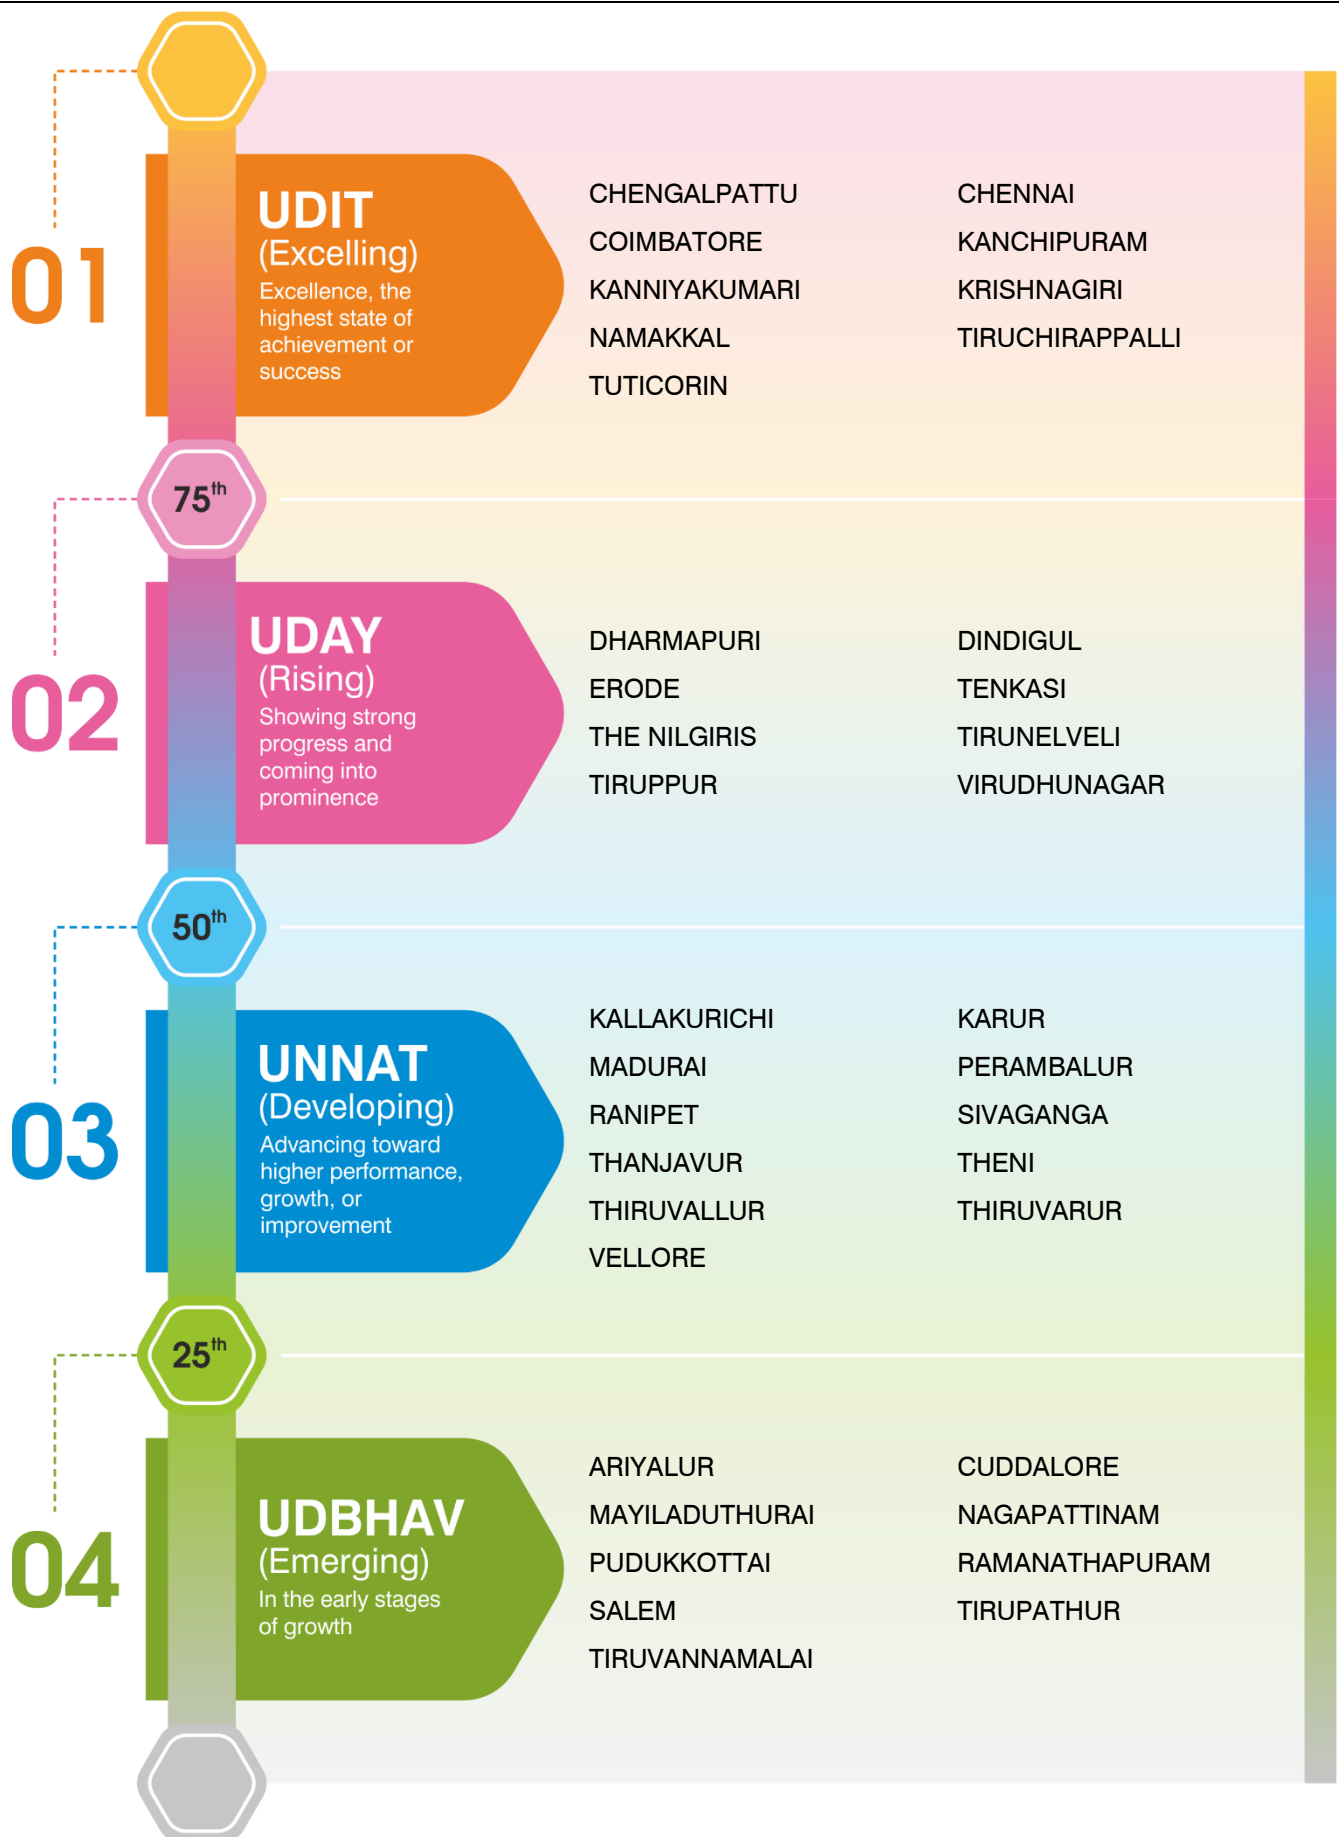 01
UDIT
(Excelling)
Excellence, the
highest state of
achievement or
success
CHENGALPATTU CHENNAI
COIMBATORE KANCHIPURAM
KANNIYAKUMARI KRISHNAGIRI
NAMAKKAL TIRUCHIRAPPALLI
TUTICORIN
75th
02
UDAY
(Rising)
Showing strong
progress and
coming into
prominence
DHARMAPURI DINDIGUL
ERODE TENKASI
THE NILGIRIS TIRUNELVELI
TIRUPPUR VIRUDHUNAGAR
50th
03
UNNAT
(Developing)
Advancing toward
higher performance,
growth, or
improvement
KALLAKURICHI KARUR
MADURAI PERAMBALUR
RANIPET SIVAGANGA
THANJAVUR THENI
THIRUVALLUR THIRUVARUR
VELLORE
25th
04
UDBHAV
(Emerging)
In the early stages
of growth
ARIYALUR CUDDALORE
MAYILADUTHURAI NAGAPATTINAM
PUDUKKOTTAI RAMANATHAPURAM
SALEM TIRUPATHUR
TIRUVANNAMALAI